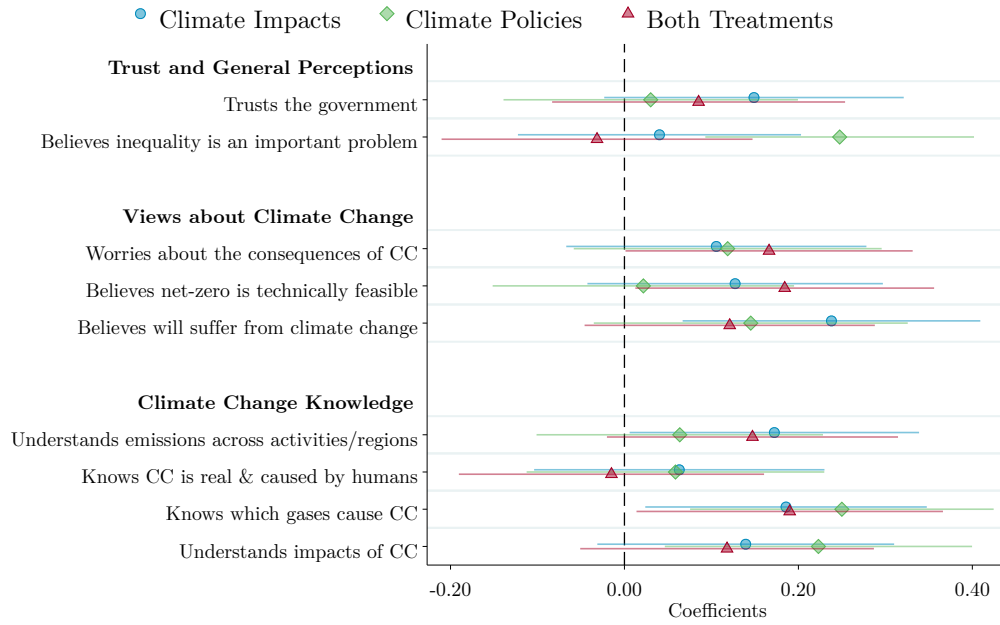 Climate Impacts Climate Policies Both Treatments
Trust and General Perceptions
Trusts the government
Believes inequality is an important problem
Views about Climate Change
Worries about the consequences of CC
Believes net-zero is technically feasible
Believes will suffer from climate change
Climate Change Knowledge
Understands emissions across activities/regions
Knows CC is real & caused by humans
Knows which gases cause CC
Understands impacts of CC
-0.20 0.00 0.20 0.40
Coefficients